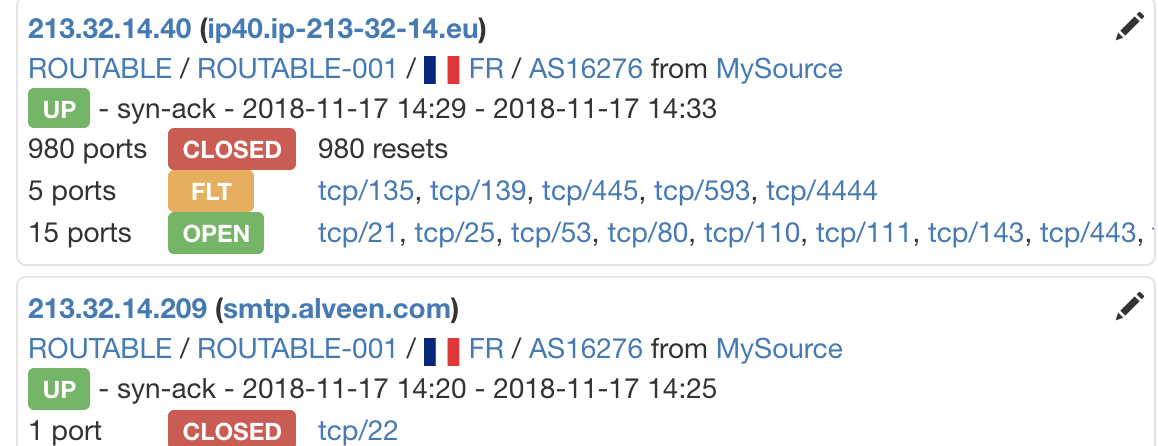 213.32.14.40 (ip40.ip-213-32-14.eu)
ROUTABLE / ROUTABLE-001 / FR / AS16276 from MySource
UP - syn-ack - 2018-11-17 14:29 - 2018-11-17 14:33
980 ports CLOSED 980 resets
5 ports FLT tcp/135, tcp/139, tcp/445, tcp/593, tcp/4444
15 ports OPEN tcp/21, tcp/25, tcp/53, tcp/80, tcp/110, tcp/111, tcp/143, tcp/443,
213.32.14.209 (smtp.alveen.com)
ROUTABLE / ROUTABLE-001 / FR / AS16276 from MySource
UP - syn-ack - 2018-11-17 14:20 - 2018-11-17 14:25
1 port CLOSED tcp/22